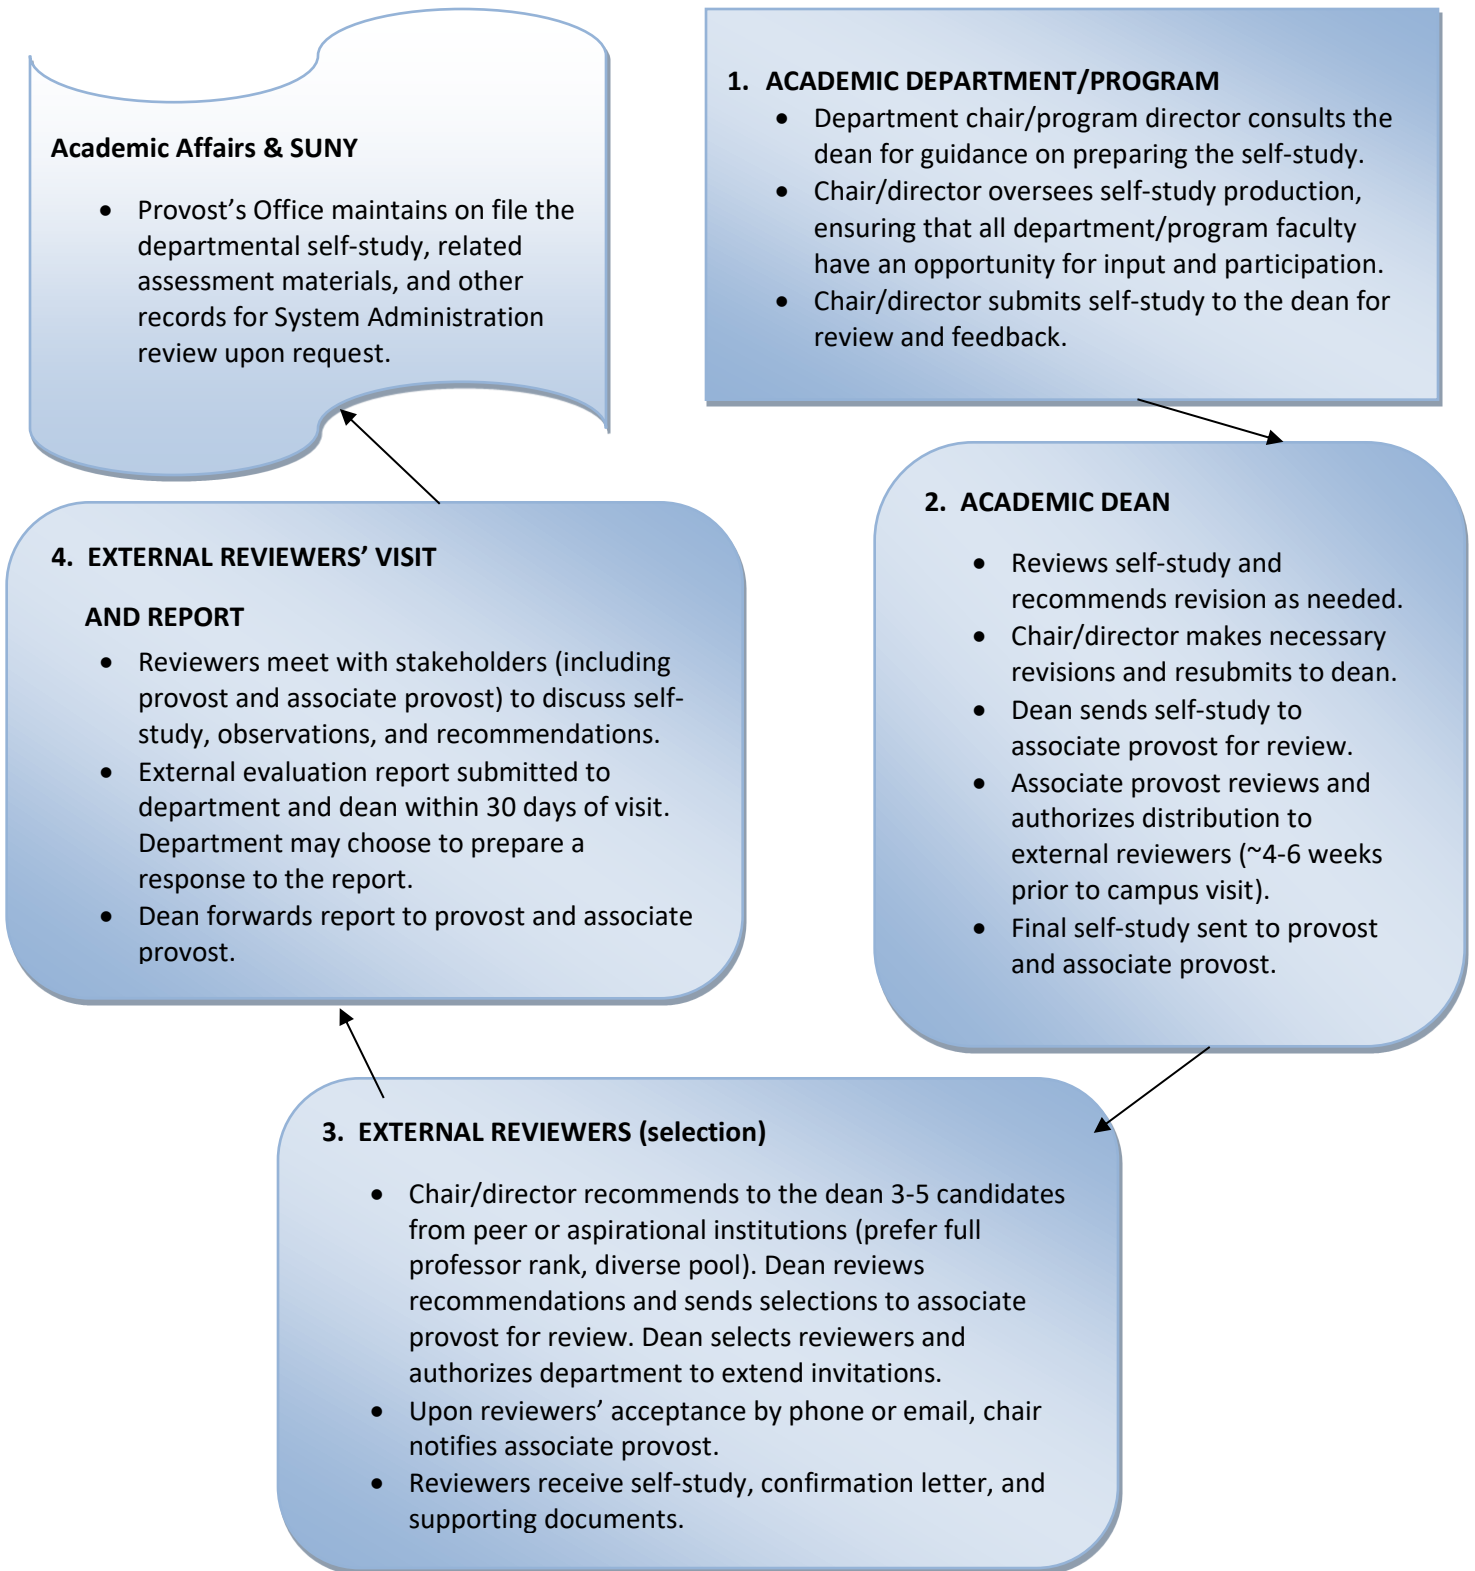 Academic Affairs & SUNY
• Provost’s Office maintains on file the
departmental self-study, related
assessment materials, and other
records for System Administration
review upon request.
1. ACADEMIC DEPARTMENT/PROGRAM
• Department chair/program director consults the
dean for guidance on preparing the self-study.
• Chair/director oversees self-study production,
ensuring that all department/program faculty
have an opportunity for input and participation.
• Chair/director submits self-study to the dean for
review and feedback.
2. ACADEMIC DEAN
• Reviews self-study and
recommends revision as needed.
• Chair/director makes necessary
revisions and resubmits to dean.
• Dean sends self-study to
associate provost for review.
• Associate provost reviews and
authorizes distribution to
external reviewers (~4-6 weeks
prior to campus visit).
• Final self-study sent to provost
and associate provost.
3. EXTERNAL REVIEWERS (selection)
• Chair/director recommends to the dean 3-5 candidates
from peer or aspirational institutions (prefer full
professor rank, diverse pool). Dean reviews
recommendations and sends selections to associate
provost for review. Dean selects reviewers and
authorizes department to extend invitations.
• Upon reviewers’ acceptance by phone or email, chair
notifies associate provost.
• Reviewers receive self-study, confirmation letter, and
supporting documents.
4. EXTERNAL REVIEWERS’ VISIT
AND REPORT
• Reviewers meet with stakeholders (including
provost and associate provost) to discuss self-
study, observations, and recommendations.
• External evaluation report submitted to
department and dean within 30 days of visit.
Department may choose to prepare a
response to the report.
• Dean forwards report to provost and associate
provost.